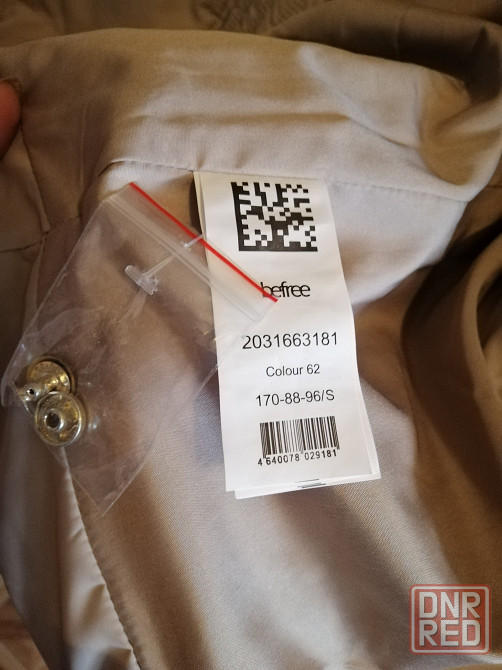 befree
2031663181
Colour 62
170-88-96/S
4 640078 029181
DNR
RED